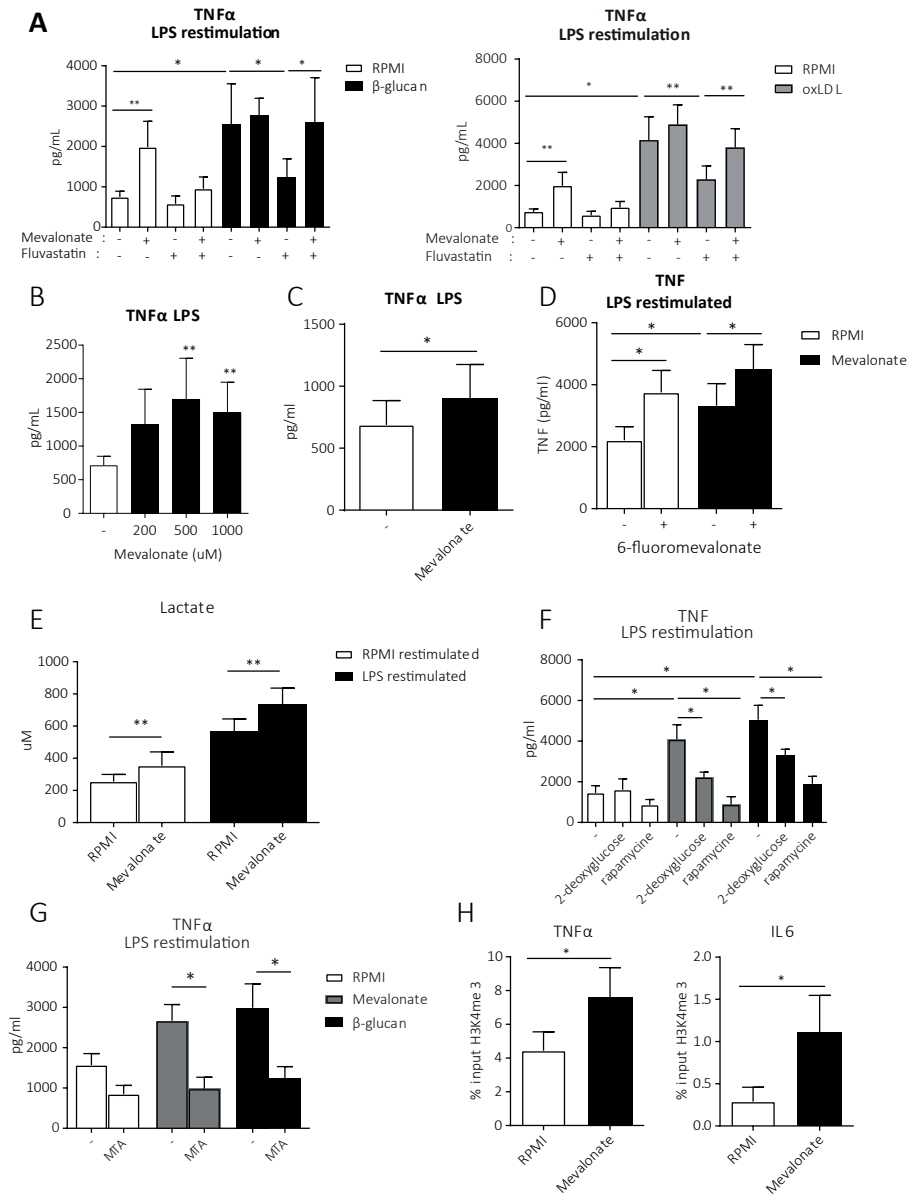 A
TNFα
LPS restimulation
4000
3000
2000
1000
0
pg/mL
**
*
*
*
RPMI
β-glucan
Mevalonate : - + - + - + - +
Fluvastatin : - - + + - - + +
TNFα
LPS restimulation
8000
6000
4000
2000
0
pg/mL
**
*
**
**
RPMI
oxLDL
Mevalonate : - + - + - + - +
Fluvastatin : - - + + - - + +
B
TNFα LPS
2500
2000
1500
1000
500
0
pg/mL
**
**
- 200 500 1000
Mevalonate (uM)
C
TNFα LPS
1500
1000
500
0
pg/ml
*
- Mevalonate
D
TNF
LPS restimulated
6000
4000
2000
0
TNF (pg/ml)
*
*
*
RPMI
Mevalonate
- + - +
6-fluoromevalonate
E
Lactate
1000
800
600
400
200
0
uM
**
**
RPMI restimulated
LPS restimulated
RPMI Mevalonate RPMI Mevalonate
F
TNF
LPS restimulation
8000
6000
4000
2000
0
pg/ml
*
*
*
*
*
*
- 2-deoxyglucose rapamycine - 2-deoxyglucose rapamycine - 2-deoxyglucose rapamycine
G
TNFα
LPS restimulation
4000
3000
2000
1000
0
pg/ml
*
*
RPMI
Mevalonate
β-glucan
- MTA - MTA - MTA
H
TNFα
10
8
6
4
2
0
% input H3K4me 3
*
RPMI Mevalonate
IL6
2.0
1.5
1.0
0.5
0.0
% input H3K4me 3
*
RPMI Mevalonate